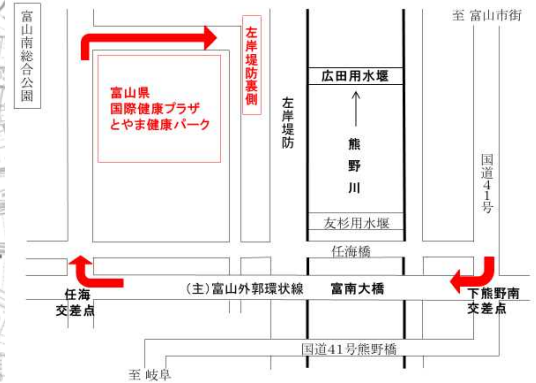 富山南総合公園
至 富山市街
左岸堤防裏側
富山県
国際健康プラザ
とやま健康パーク
広田用水堰
左岸堤防
熊野川
国道41号
友杉用水堰
任海橋
任海
交差点
(主)富山外郭環状線
富南大橋
下熊野南
交差点
国道41号熊野橋
至 岐阜